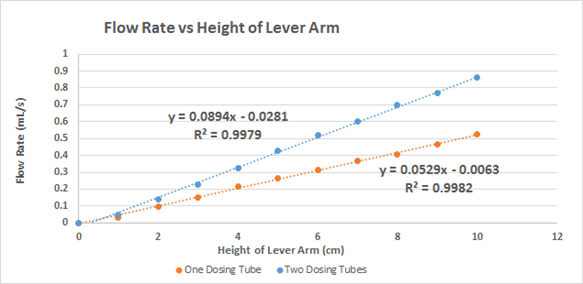 Flow Rate vs Height of Lever Arm
Flow Rate (mL/s)
1
0.9
0.8
0.7
0.6
0.5
0.4
0.3
0.2
0.1
0
y = 0.0894x - 0.0281
R² = 0.9979
y = 0.0529x - 0.0063
R² = 0.9982
0 2 4 6 8 10 12
Height of Lever Arm (cm)
One Dosing Tube Two Dosing Tubes